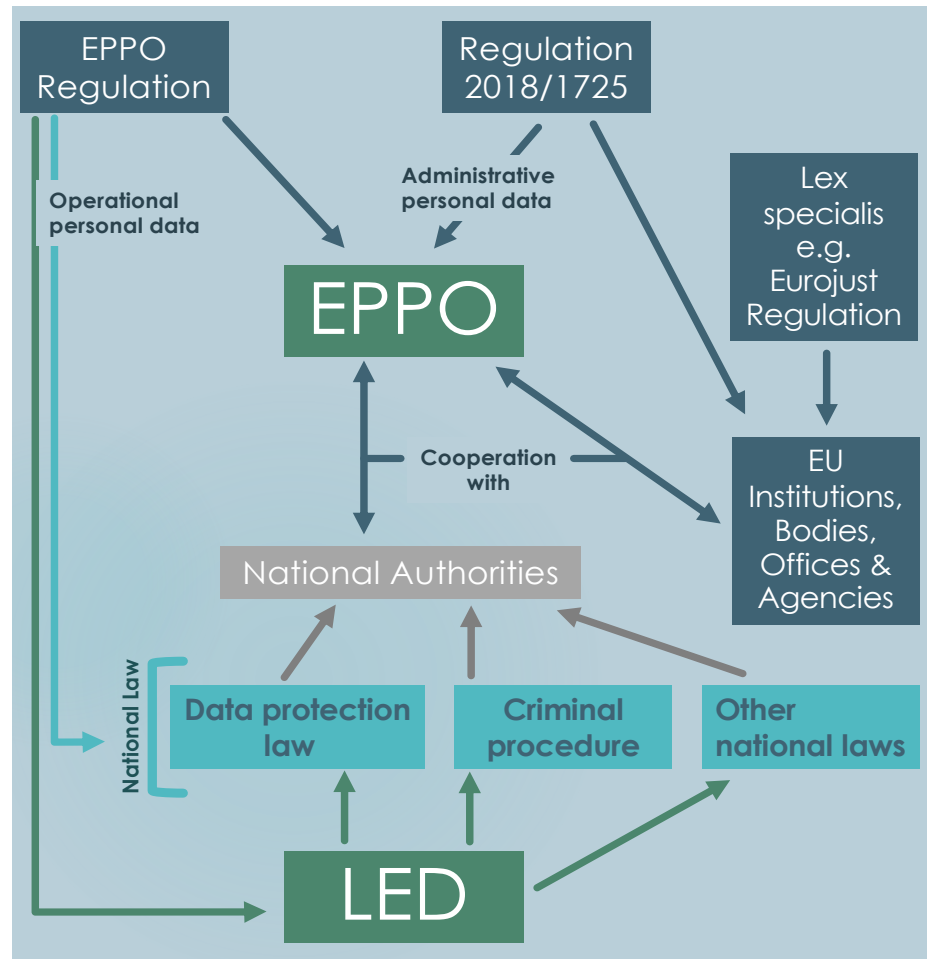 EPPO
Regulation
Regulation
2018/1725
Operational
personal data
Administrative
personal data
Lex
specialis
e.g.
Eurojust
Regulation
EPPO
Cooperation
with
EU
Institutions,
Bodies,
Offices &
Agencies
National Authorities
National Law
Data protection
law
Criminal
procedure
Other
national laws
LED